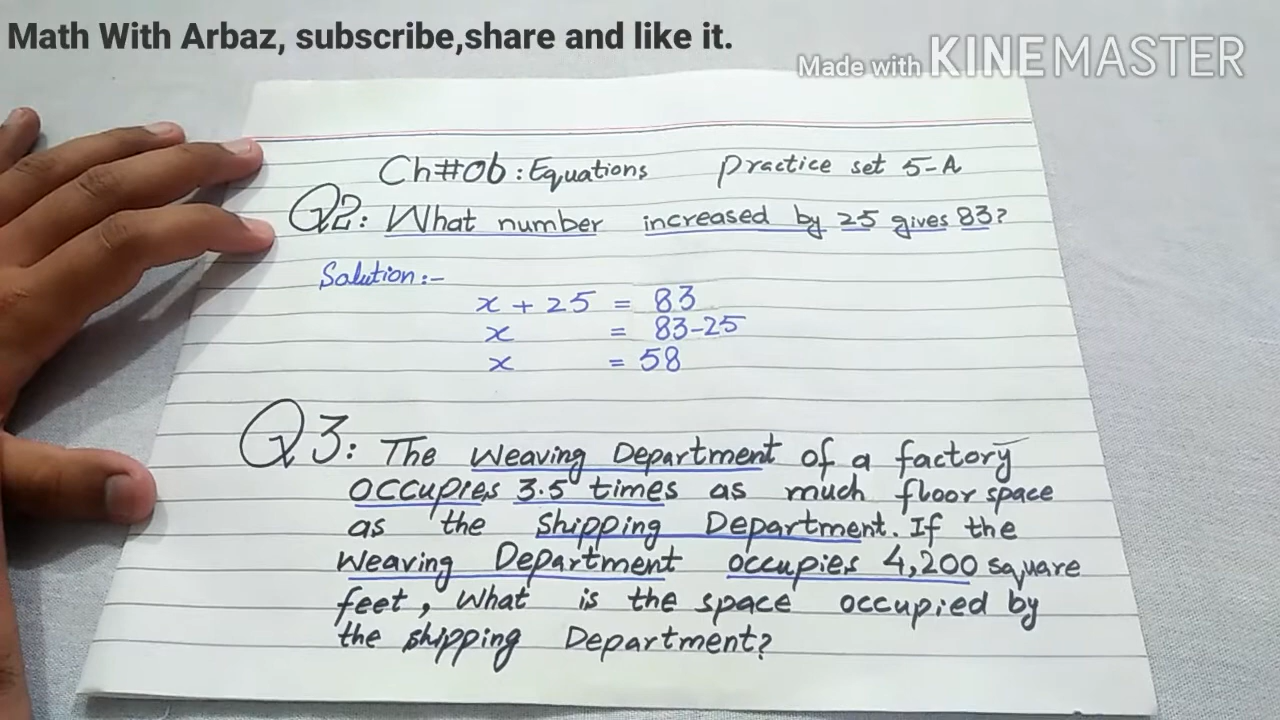 Math With Arbaz, subscribe,share and like it.
Made with KINEMASTER
Ch#06: Equations Practice set 5-A
Q2: What number increased by 25 gives 83?
Solution:-
x + 25 = 83
x = 83-25
x = 58
Q3: The Weaving Department of a factory
occupies 3.5 times as much floor space
as the Shipping Department. If the
Weaving Department occupies 4,200 square
feet, What is the space occupied by
the shipping Department?